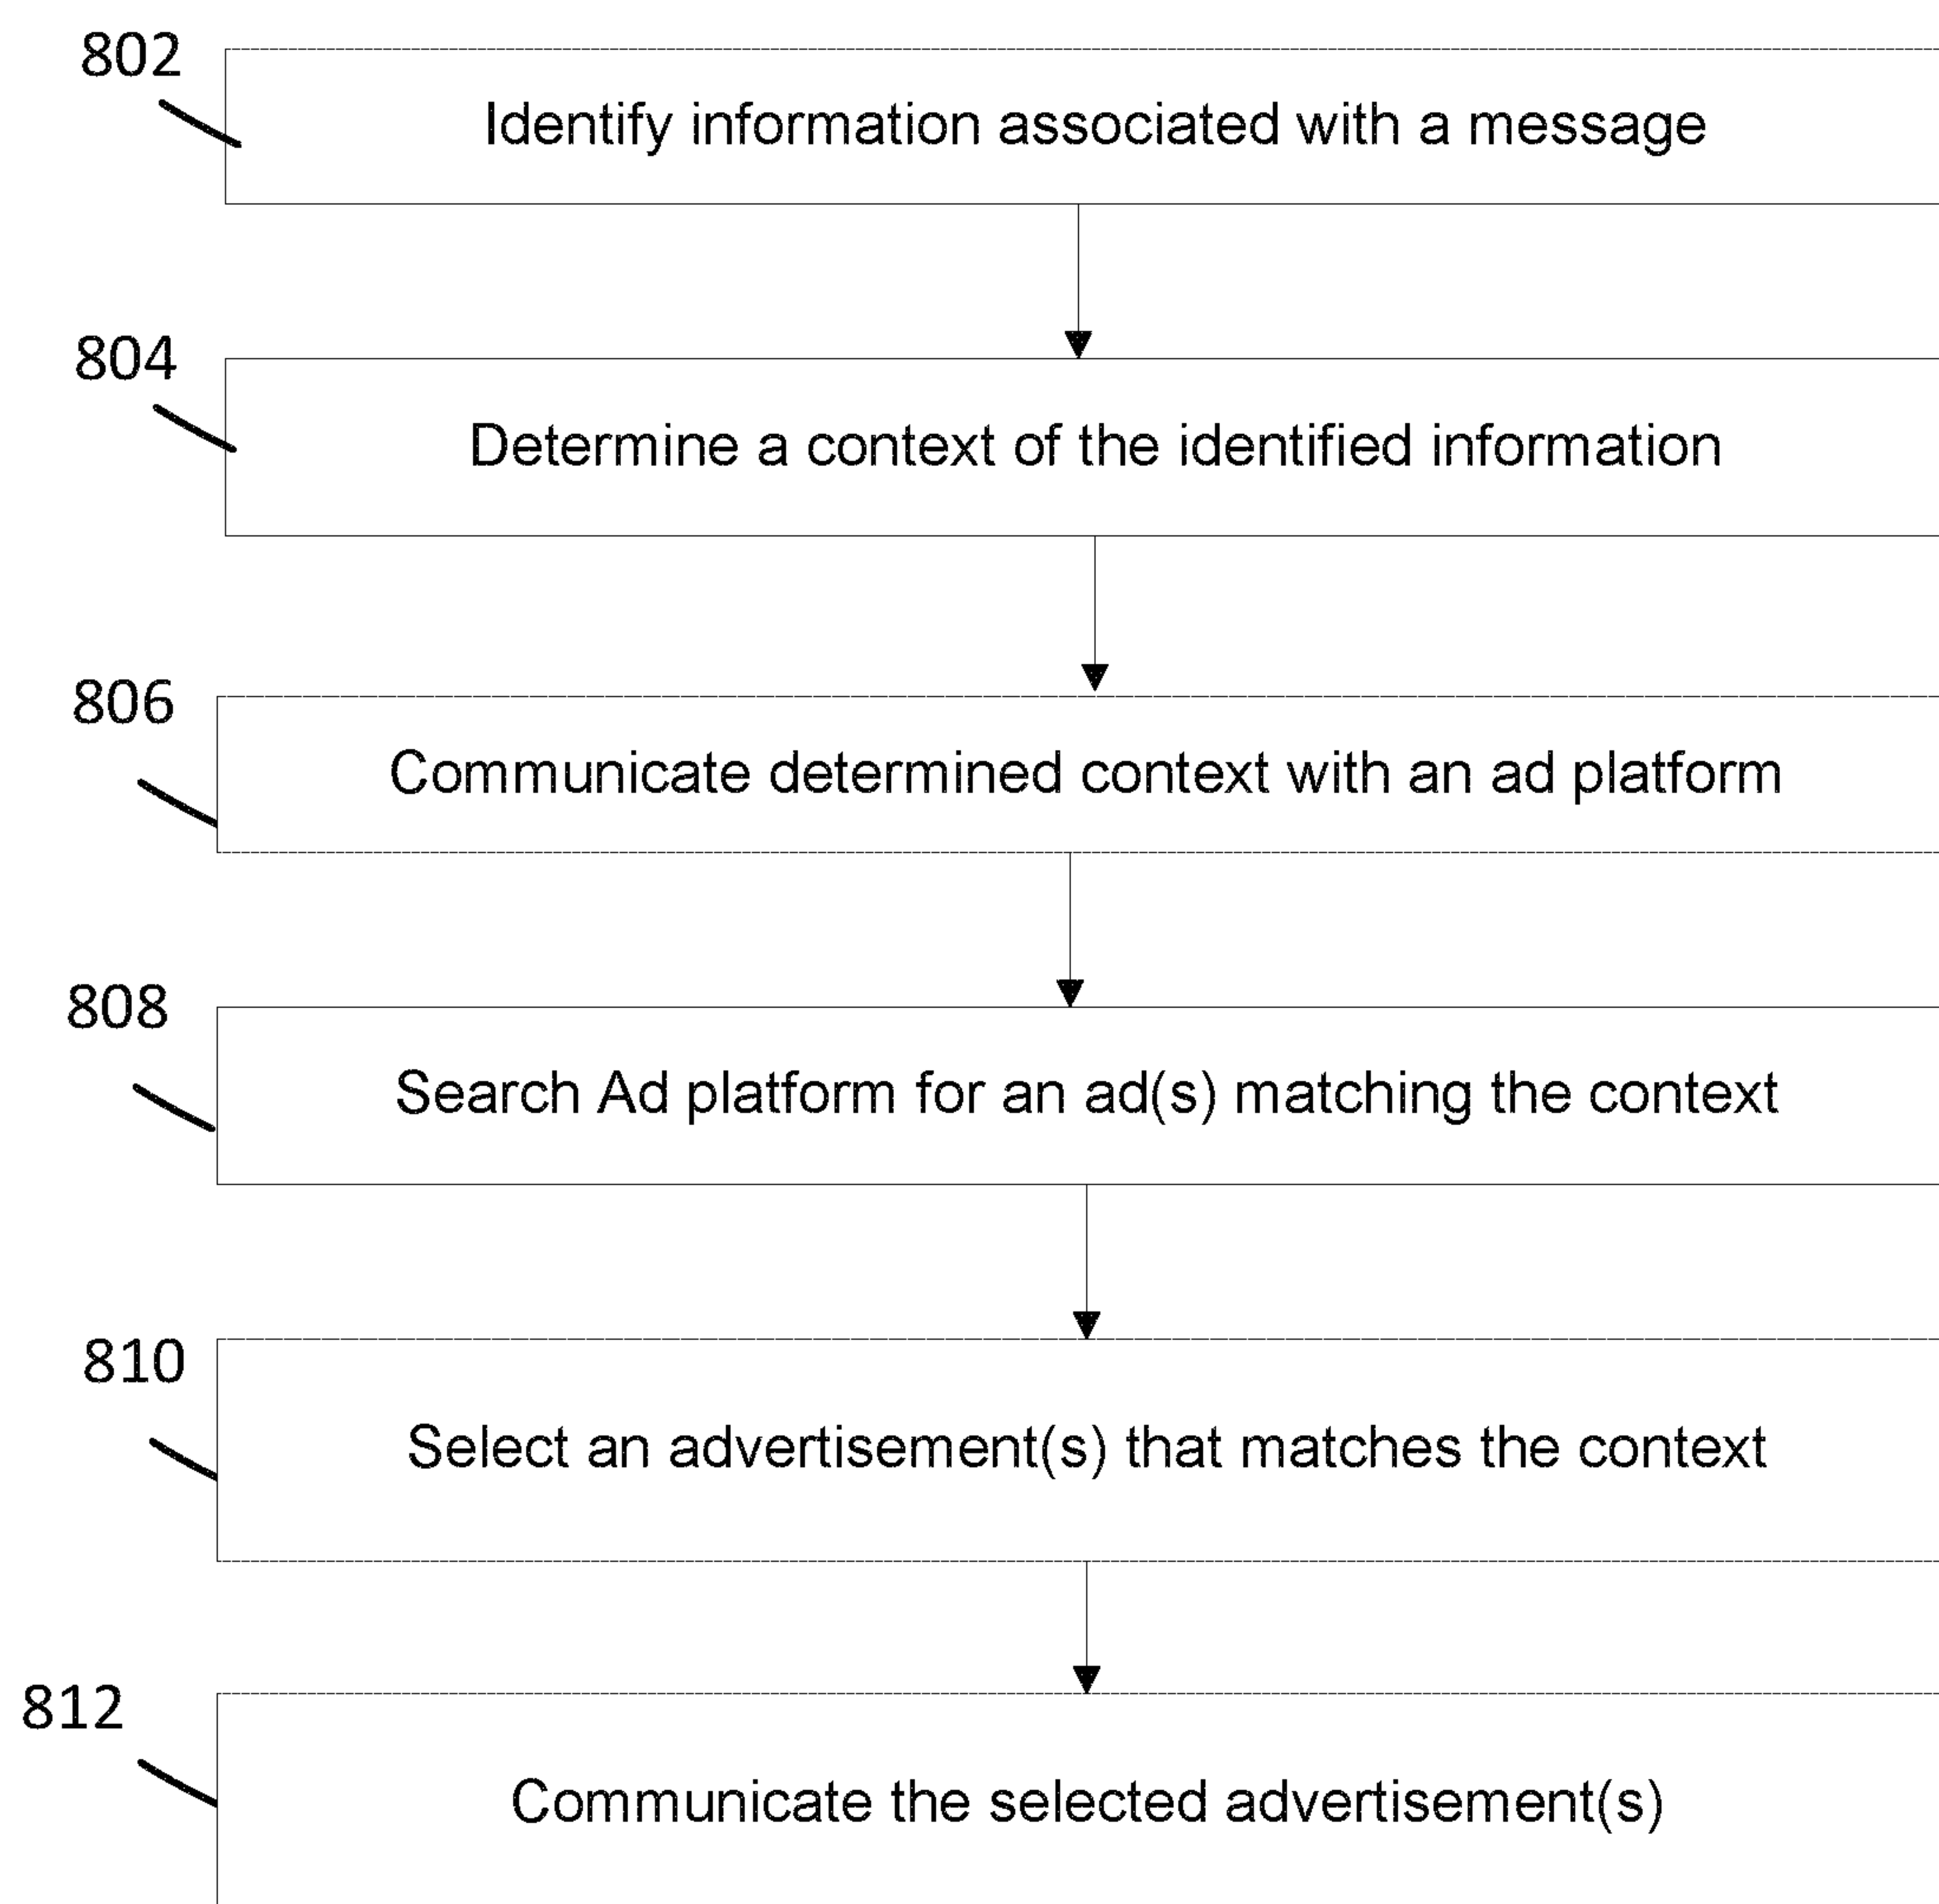 802
Identify information associated with a message
804
Determine a context of the identified information
806
Communicate determined context with an ad platform
808
Search Ad platform for an ad(s) matching the context
810
Select an advertisement(s) that matches the context
812
Communicate the selected advertisement(s)